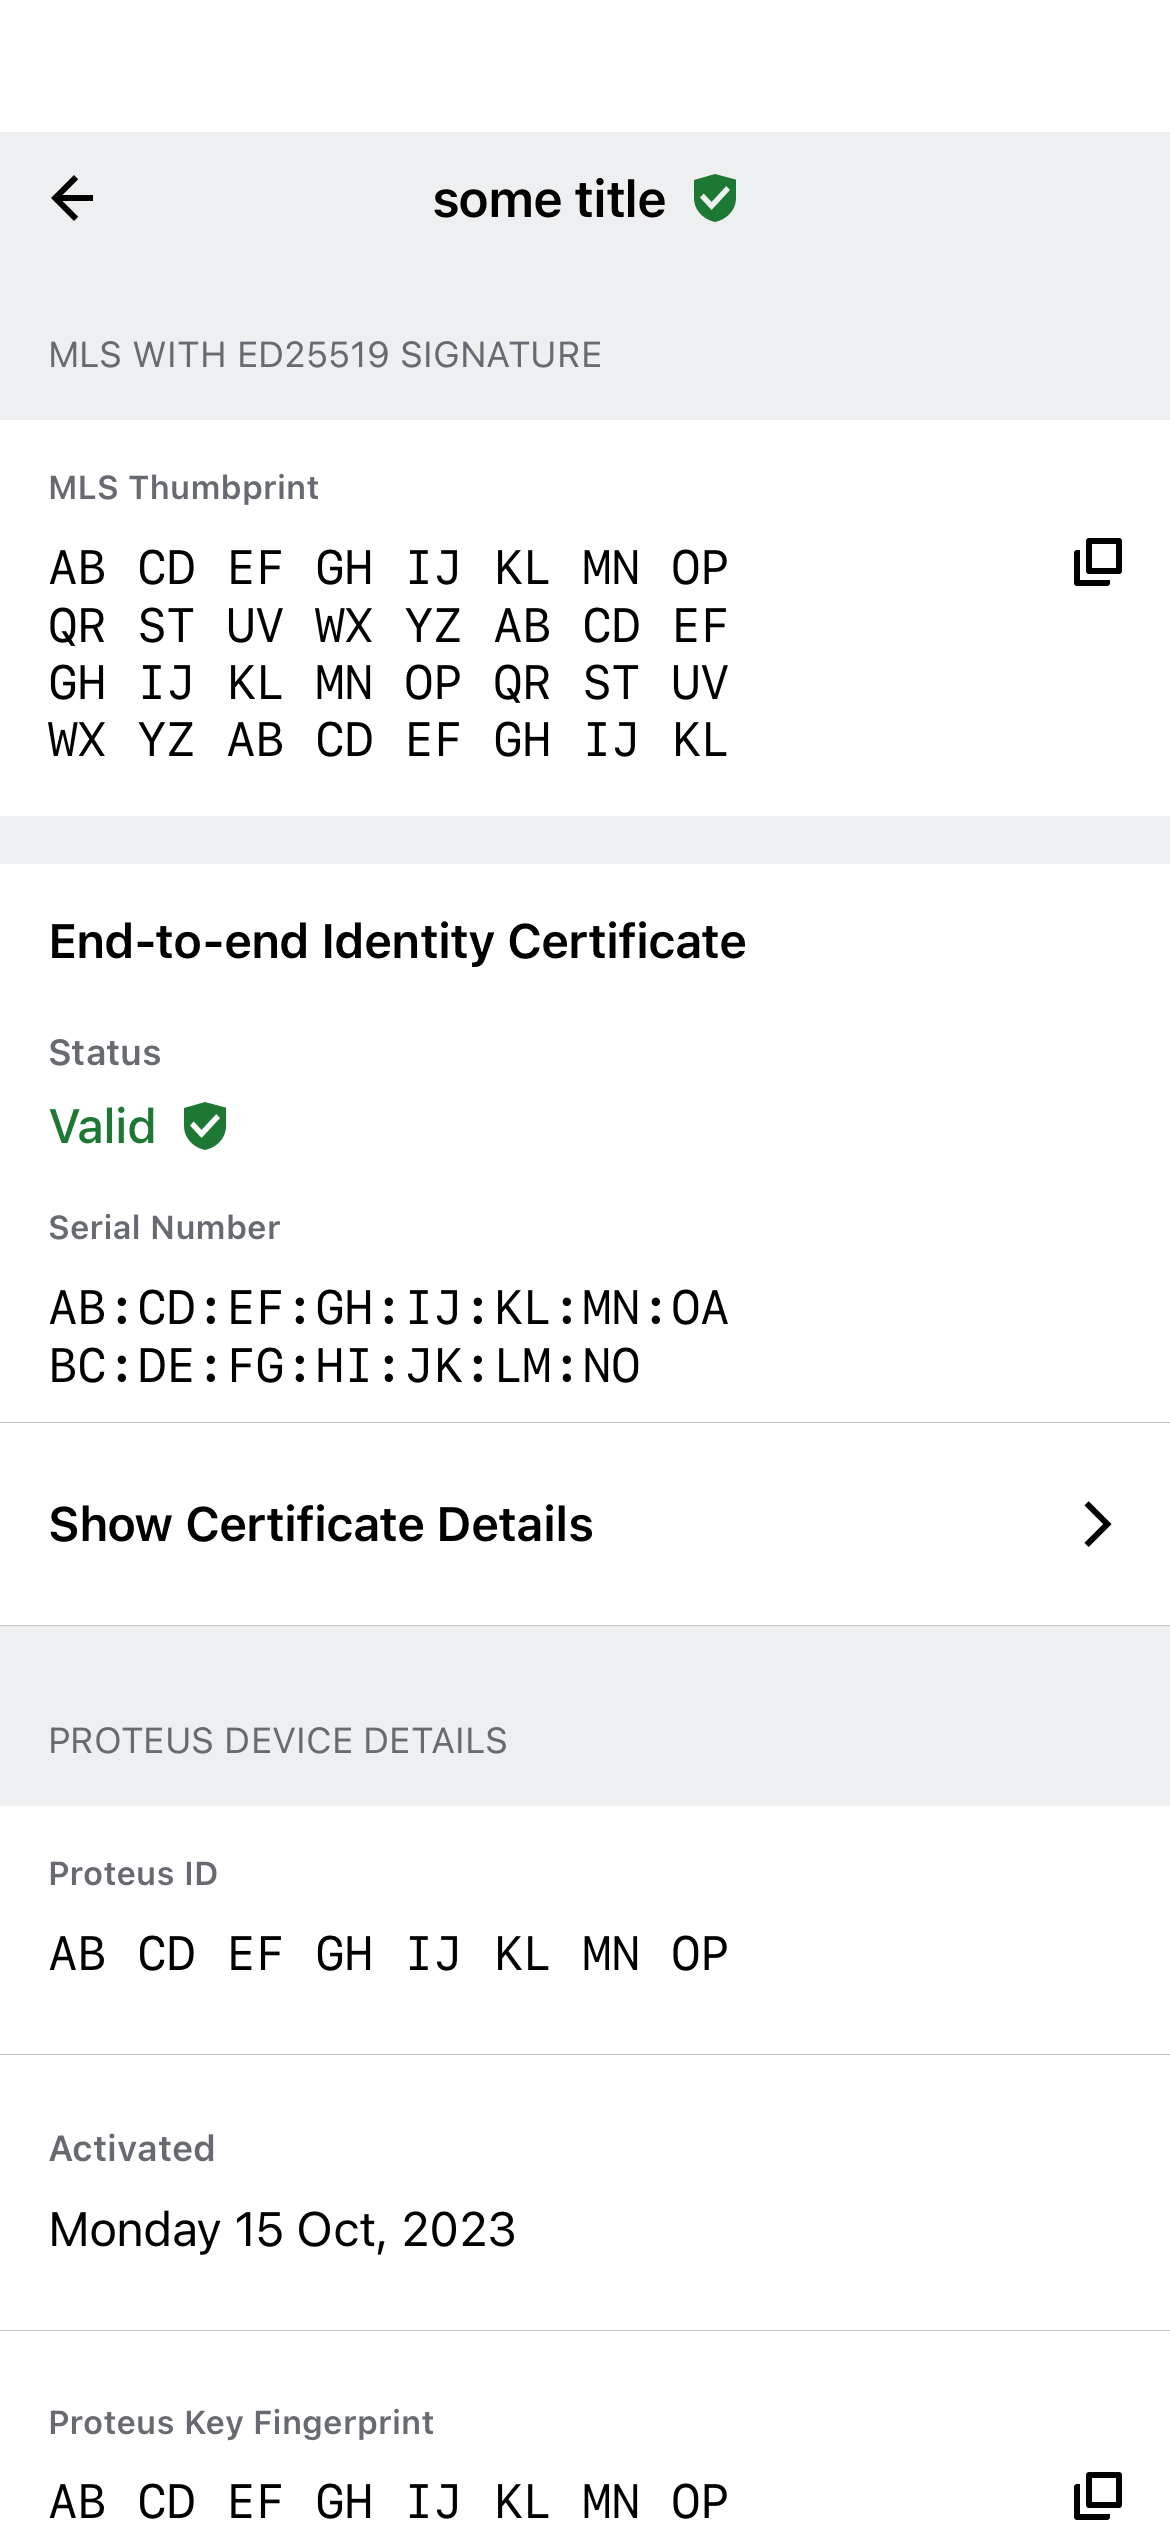 some title
MLS WITH ED25519 SIGNATURE
MLS Thumbprint
AB CD EF GH IJ KL MN OP
QR ST UV WX YZ AB CD EF
GH IJ KL MN OP QR ST UV
WX YZ AB CD EF GH IJ KL
End-to-end Identity Certificate
Status
Valid
Serial Number
AB:CD:EF:GH:IJ:KL:MN:OA
BC:DE:FG:HI:JK:LM:NO
Show Certificate Details
PROTEUS DEVICE DETAILS
Proteus ID
AB CD EF GH IJ KL MN OP
Activated
Monday 15 Oct, 2023
Proteus Key Fingerprint
AB CD EF GH IJ KL MN OP